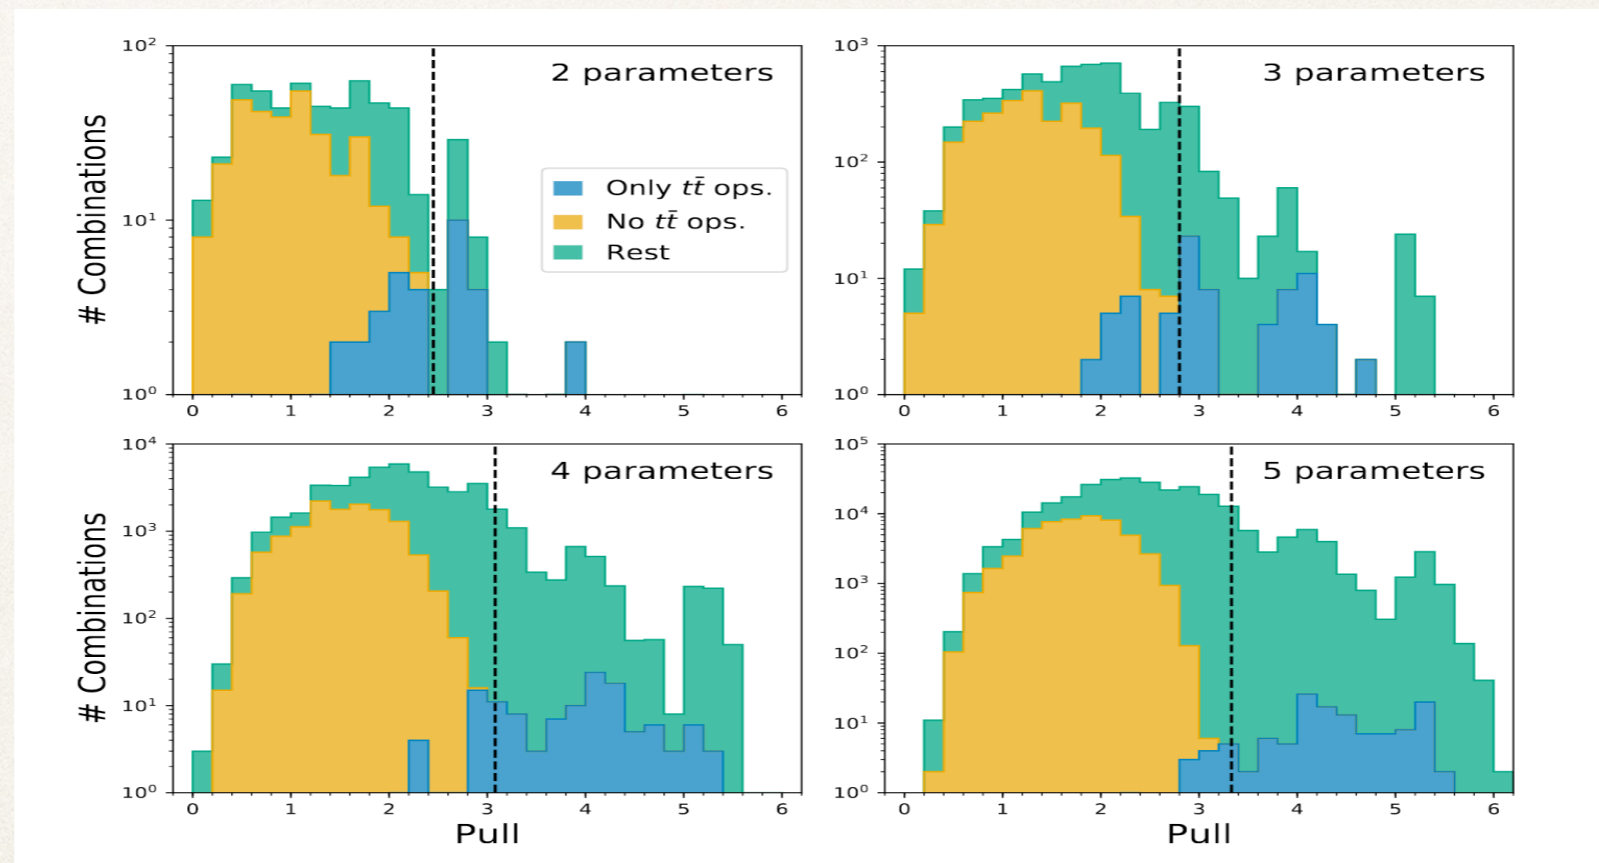 2 parameters
3 parameters
# Combinations
10² 10¹ 10⁰
10³ 10² 10¹ 10⁰
Only tt̄ ops.
No tt̄ ops.
Rest
0 1 2 3 4 5 6
0 1 2 3 4 5 6
4 parameters
5 parameters
# Combinations
10⁴ 10³ 10² 10¹ 10⁰
10⁵ 10⁴ 10³ 10² 10¹ 10⁰
0 1 2 3 4 5 6
0 1 2 3 4 5 6
Pull
Pull